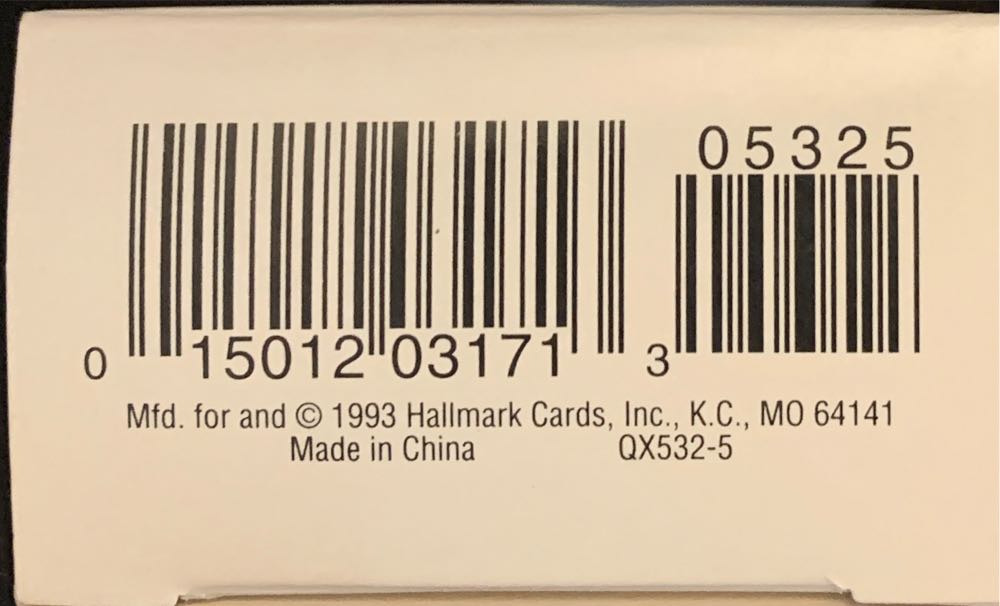 05325
0 15012 03171 3
Mfd. for and © 1993 Hallmark Cards, Inc., K.C., MO 64141
Made in China QX532-5